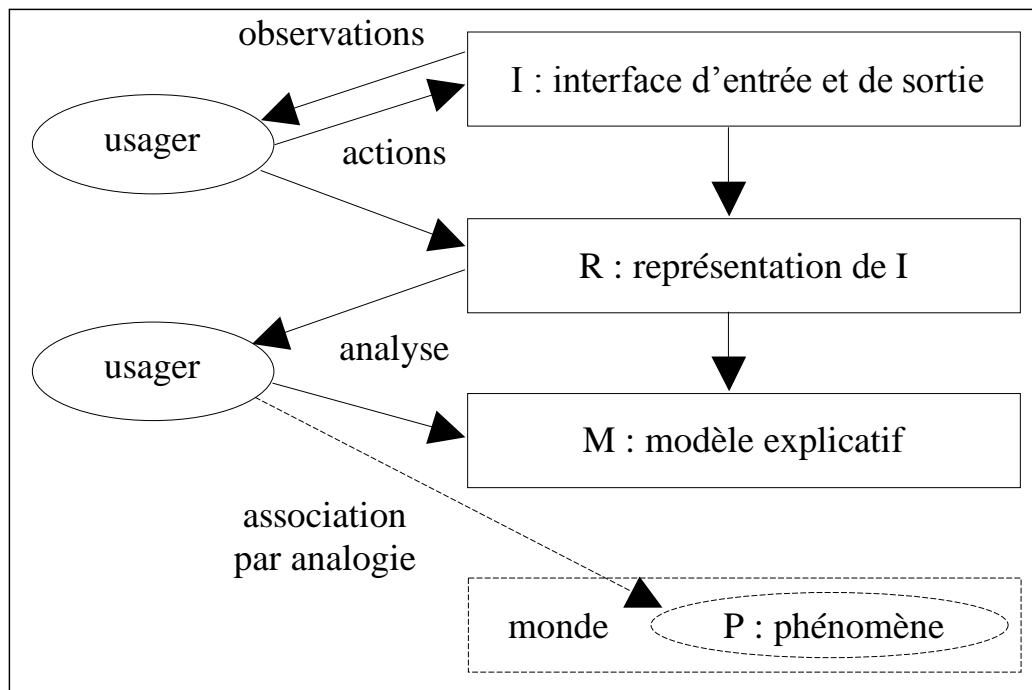 observations
I : interface d’entrée et de sortie
usager
actions
R : représentation de I
usager
analyse
M : modèle explicatif
association
par analogie
monde
P : phénomène